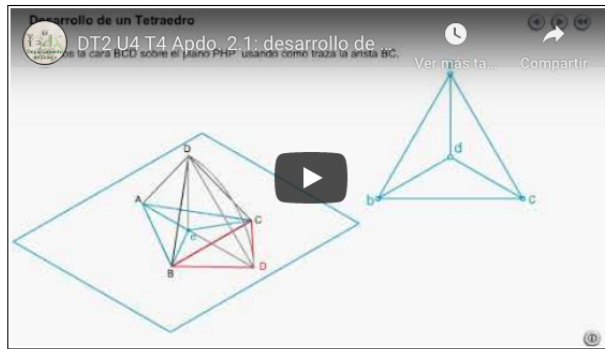 Desarrollo de un Tetraedro
DT2 U4 T4 Apdo. 2.1: desarrollo de ...
os la cara BCD sobre el plano PHP usando como traza la arista BC.
Ver más ta...
Compartir
D
A
C
e
B
D
d
b
c